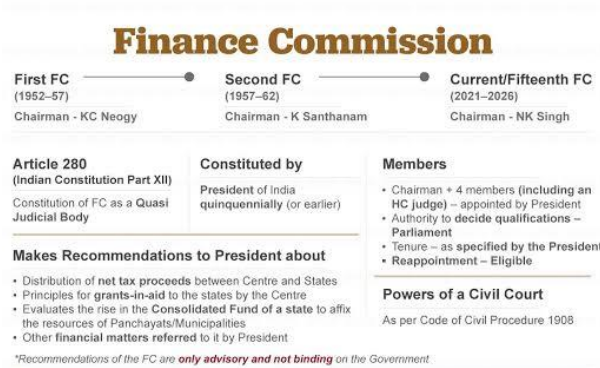 Finance Commission
First FC
(1952–57)
Chairman - KC Neogy
Second FC
(1957–62)
Chairman - K Santhanam
Current/Fifteenth FC
(2021–2026)
Chairman - NK Singh
Article 280
(Indian Constitution Part XII)
Constitution of FC as a Quasi
Judicial Body
Constituted by
President of India
quinquennially (or earlier)
Members
• Chairman + 4 members (including an
HC judge) – appointed by President
• Authority to decide qualifications –
Parliament
• Tenure – as specified by the President
• Reappointment – Eligible
Makes Recommendations to President about
• Distribution of net tax proceeds between Centre and States
• Principles for grants-in-aid to the states by the Centre
• Evaluates the rise in the Consolidated Fund of a state to affix
the resources of Panchayats/Municipalities
• Other financial matters referred to it by President
Powers of a Civil Court
As per Code of Civil Procedure 1908
*Recommendations of the FC are only advisory and not binding on the Government